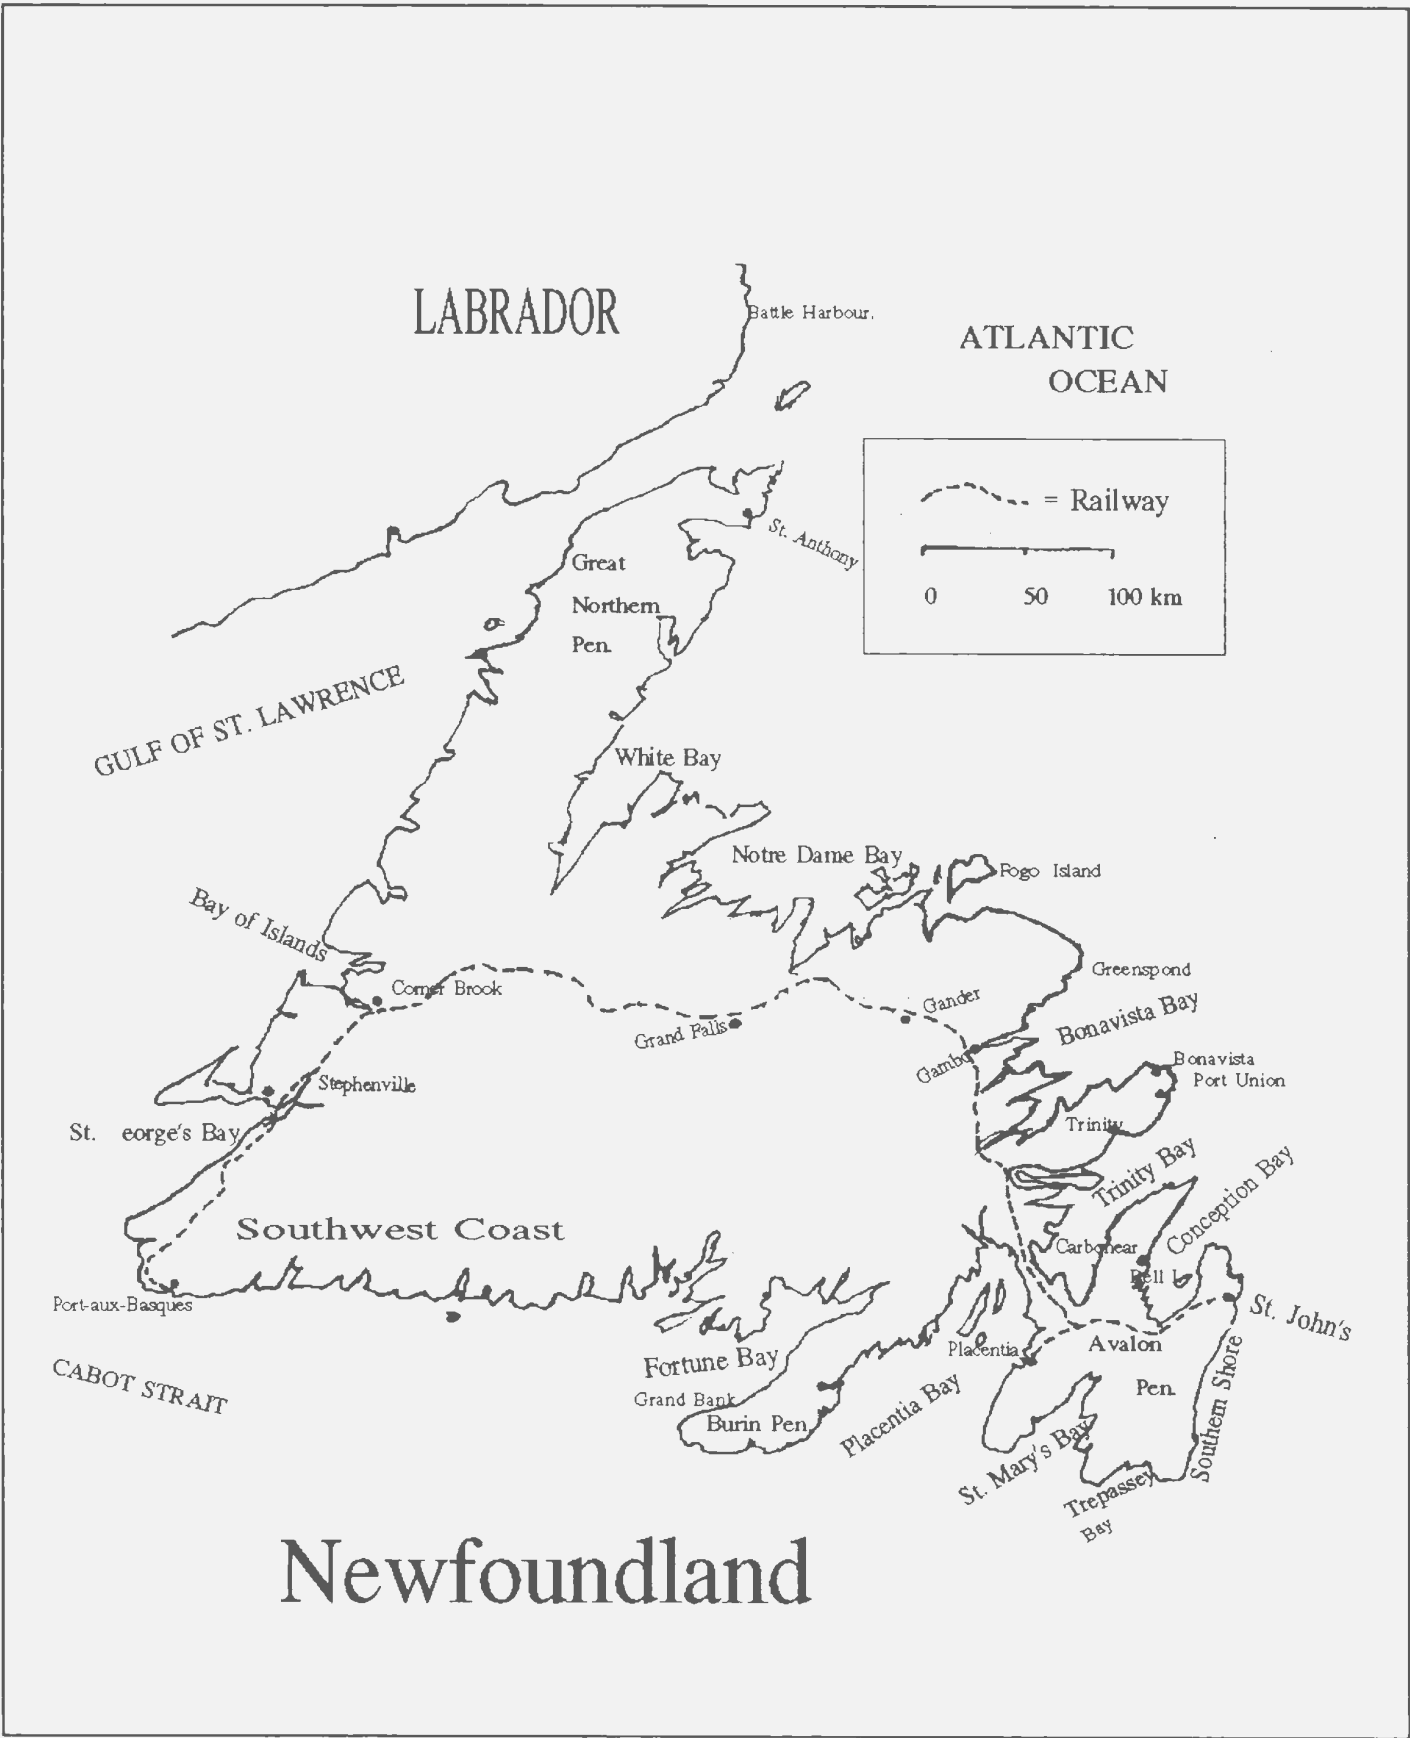 LABRADOR
Battle Harbour.
ATLANTIC
OCEAN
= Railway
0 50 100 km
St. Anthony
Great
Northern
Pen.
GULF OF ST. LAWRENCE
White Bay
Notre Dame Bay
Fogo Island
Bay of Islands
Greenspond
Corner Brook
Gander
Bonavista Bay
Grand Falls
Gambo
Bonavista
Port Union
Stephenville
Trinity
St. eorge's Bay
Trinity Bay
Conception Bay
Southwest Coast
Carbonear
Bell I.
Port-aux-Basques
St. John's
Placentia
Avalon
Pen.
Fortune Bay
CABOT STRAIT
Grand Bank
Burin Pen.
Placentia Bay
Southern Shore
St. Mary's Bay
Trepassey
Bay
Newfoundland